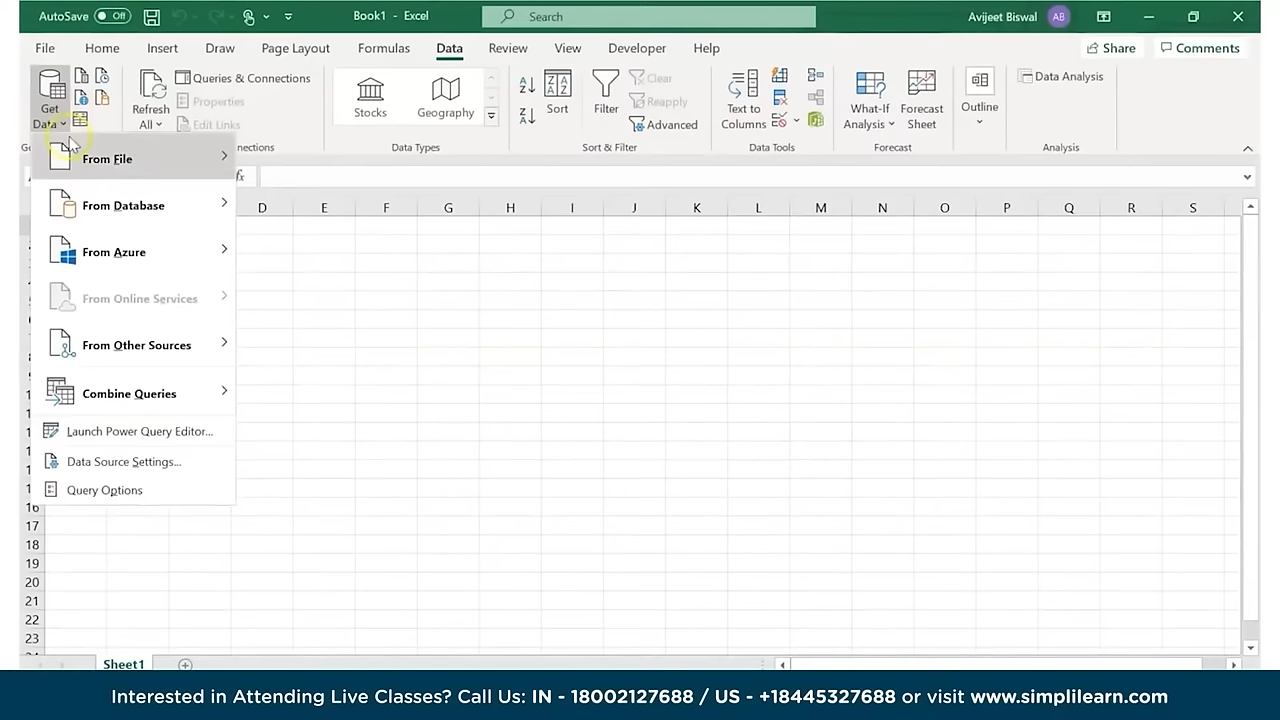 AutoSave Off Book1 - Excel Search Avijeet Biswal AB
File Home Insert Draw Page Layout Formulas Data Review View Developer Help Share Comments
Get Data
Refresh All
Queries & Connections
Properties
Edit Links
Stocks
Geography
Sort
Filter
Clear
Reapply
Advanced
Text to Columns
What-If Analysis
Forecast Sheet
Outline
Data Analysis
Data Types Sort & Filter Data Tools Forecast Analysis
fx
From File
From Database
From Azure
From Online Services
From Other Sources
Combine Queries
Launch Power Query Editor...
Data Source Settings...
Query Options
D E F G H I J K L M N O P Q R S
16
17
18
19
20
21
22
23
Sheet1
Interested in Attending Live Classes? Call Us: IN - 18002127688 / US - +18445327688 or visit www.simplilearn.com